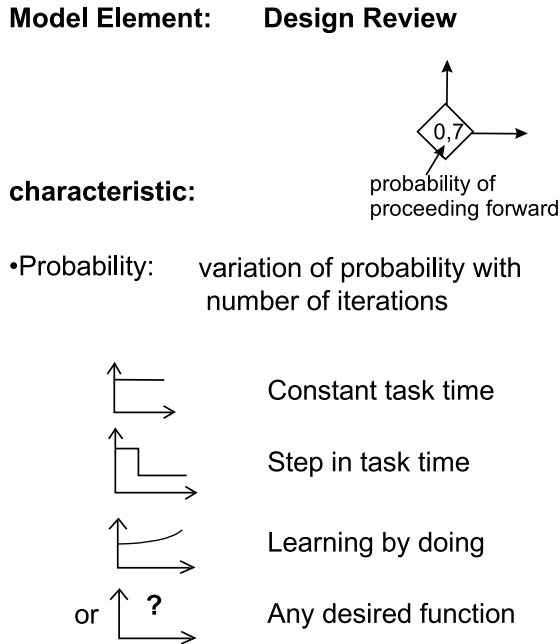 Model Element: Design Review
0,7
probability of
proceeding forward
characteristic:
•Probability: variation of probability with
number of iterations
Constant task time
Step in task time
Learning by doing
or ? Any desired function